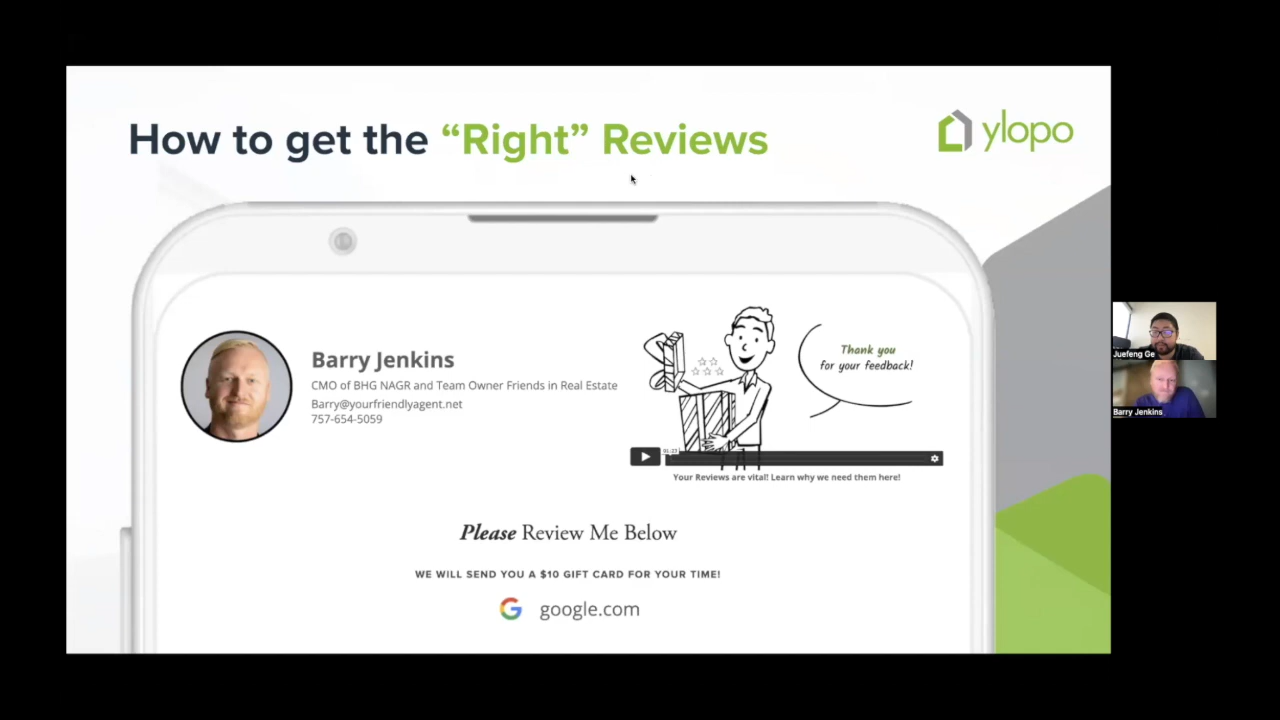 How to get the “Right” Reviews
ylopo
Barry Jenkins
CMO of BHG NAGR and Team Owner Friends in Real Estate
Barry@yourfriendlyagent.net
757-654-5059
Thank you
for your feedback!
01:27
Your Reviews are vital! Learn why we need them here!
Please Review Me Below
WE WILL SEND YOU A $10 GIFT CARD FOR YOUR TIME!
G google.com
Juefeng Ge
Barry Jenkins